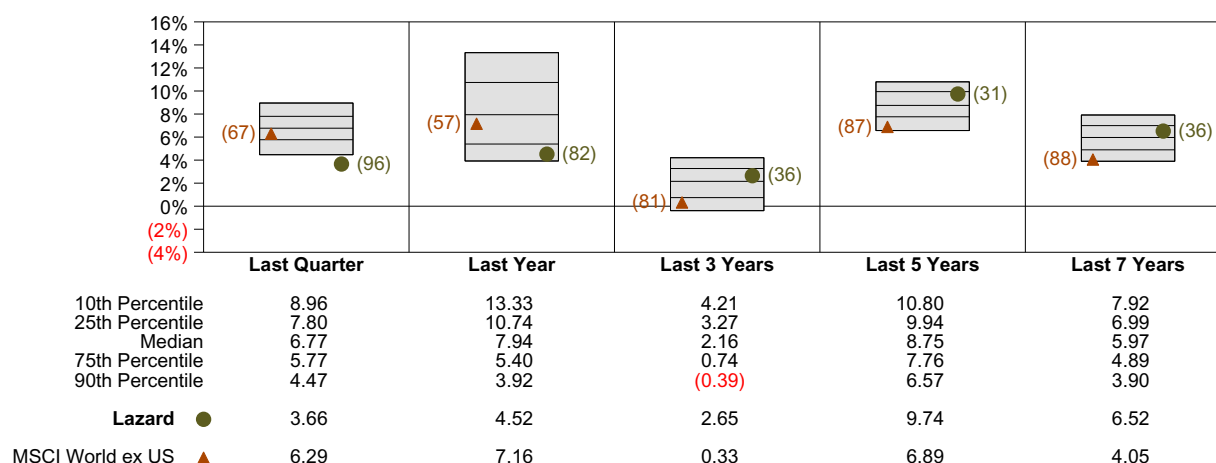 16%
14%
12%
10%
8%
6%
4%
2%
0%
(2%)
(4%)
(67) (96)
(57) (82)
(81) (36)
(87) (31)
(88) (36)
Last Quarter Last Year Last 3 Years Last 5 Years Last 7 Years
10th Percentile 8.96 13.33 4.21 10.80 7.92
25th Percentile 7.80 10.74 3.27 9.94 6.99
Median 6.77 7.94 2.16 8.75 5.97
75th Percentile 5.77 5.40 0.74 7.76 4.89
90th Percentile 4.47 3.92 (0.39) 6.57 3.90
Lazard 3.66 4.52 2.65 9.74 6.52
MSCI World ex US 6.29 7.16 0.33 6.89 4.05